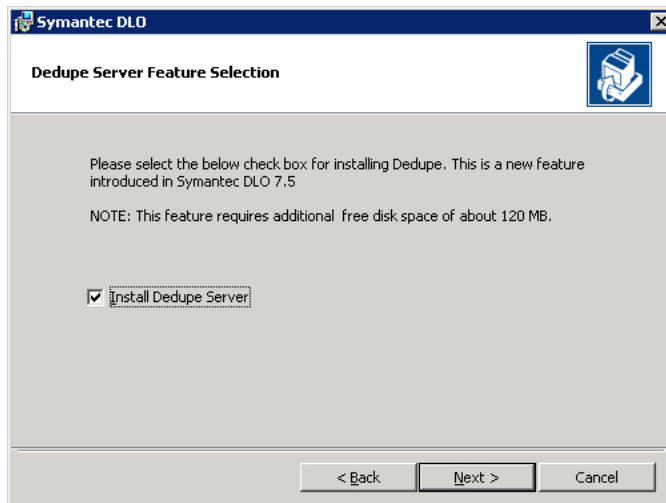 Symantec DLO
Dedupe Server Feature Selection
Please select the below check box for installing Dedupe. This is a new feature
introduced in Symantec DLO 7.5
NOTE: This feature requires additional free disk space of about 120 MB.
Install Dedupe Server
< Back
Next >
Cancel